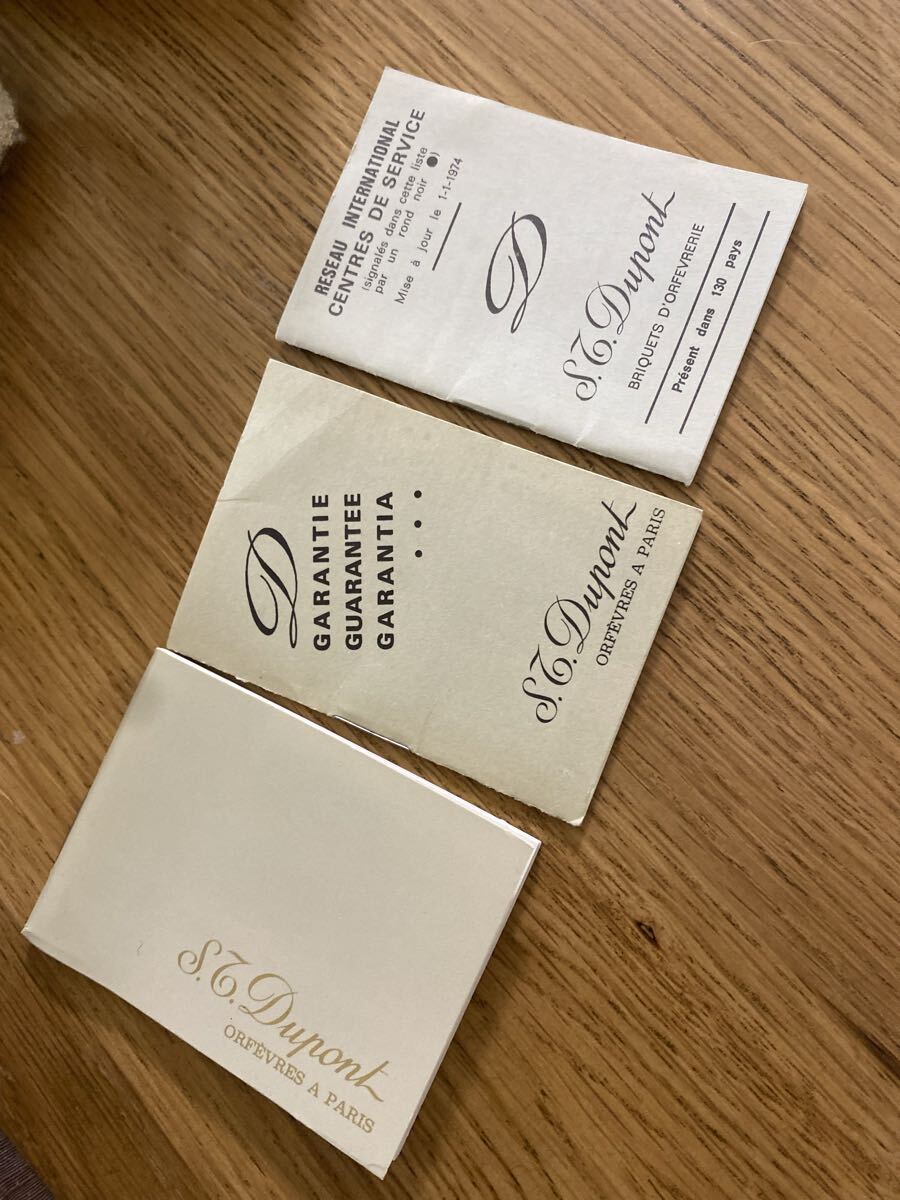 RESEAU INTERNATIONAL
CENTRES DE SERVICE
(signalés dans cette liste
par un rond noir ●)
Mise à jour le 1-1-1974
D
S.T. Dupont
BRIQUETS D'ORFEVRERIE
Présent dans 130 pays
D
GARANTIE
GUARANTEE
GARANTIA
• • •
S.T. Dupont
ORFÈVRES A PARIS
S.T. Dupont
ORFÈVRES A PARIS